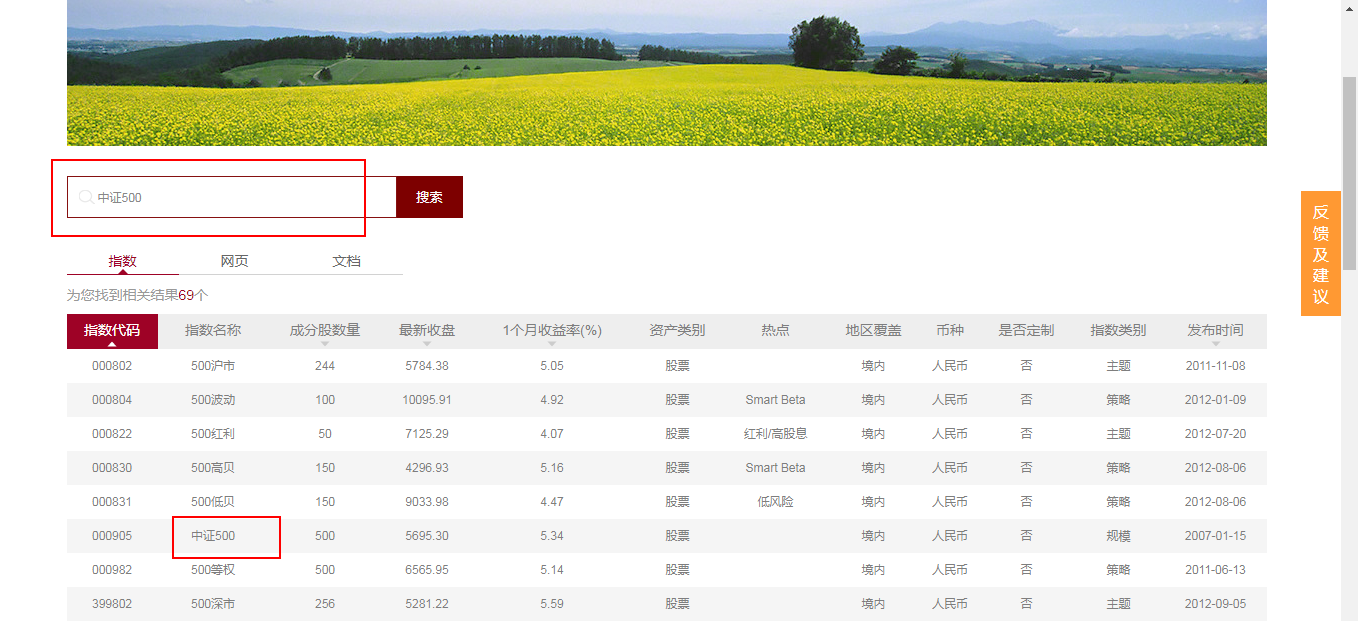 中证500
搜索
指数 网页 文档
为您找到相关结果69个
指数代码 指数名称 成分股数量 最新收盘 1个月收益率(%) 资产类别 热点 地区覆盖 币种 是否定制 指数类别 发布时间
000802 500沪市 244 5784.38 5.05 股票 境内 人民币 否 主题 2011-11-08
000804 500波动 100 10095.91 4.92 股票 Smart Beta 境内 人民币 否 策略 2012-01-09
000822 500红利 50 7125.29 4.07 股票 红利/高股息 境内 人民币 否 主题 2012-07-20
000830 500高贝 150 4296.93 5.16 股票 Smart Beta 境内 人民币 否 策略 2012-08-06
000831 500低贝 150 9033.98 4.47 股票 低风险 境内 人民币 否 策略 2012-08-06
000905 中证500 500 5695.30 5.34 股票 境内 人民币 否 规模 2007-01-15
000982 500等权 500 6565.95 5.14 股票 境内 人民币 否 策略 2011-06-13
399802 500深市 256 5281.22 5.59 股票 境内 人民币 否 主题 2012-09-05
反馈及建议